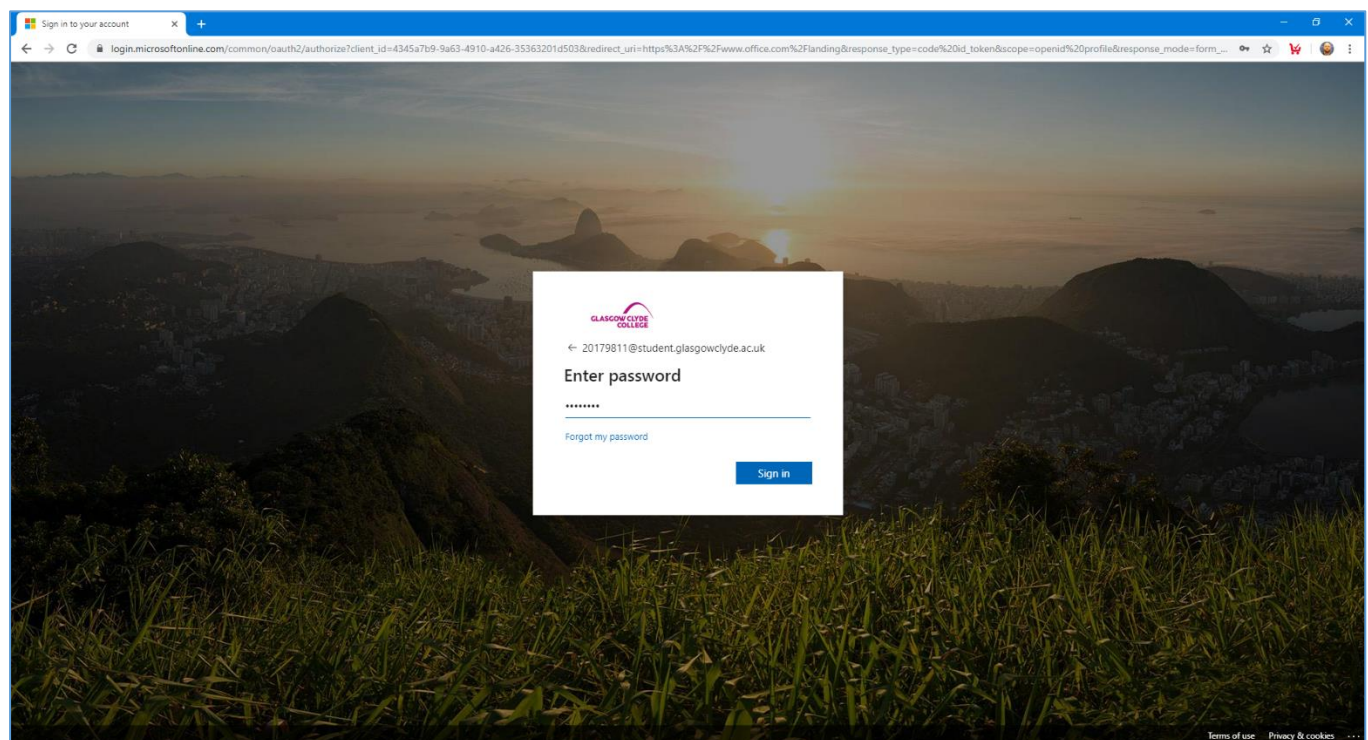 Sign in to your account
login.microsoftonline.com/common/oauth2/authorize?client_id=4345a7b9-9a63-4910-a426-35363201d503&redirect_uri=https%3A%2F%2Fwww.office.com%2Flanding&response_type=code%20id_token&scope=openid%20profile&response_mode=form_...
GLASGOW CLYDE
COLLEGE
20179811@student.glasgowclyde.ac.uk
Enter password
Forgot my password
Sign in
Terms of use Privacy & cookies ...